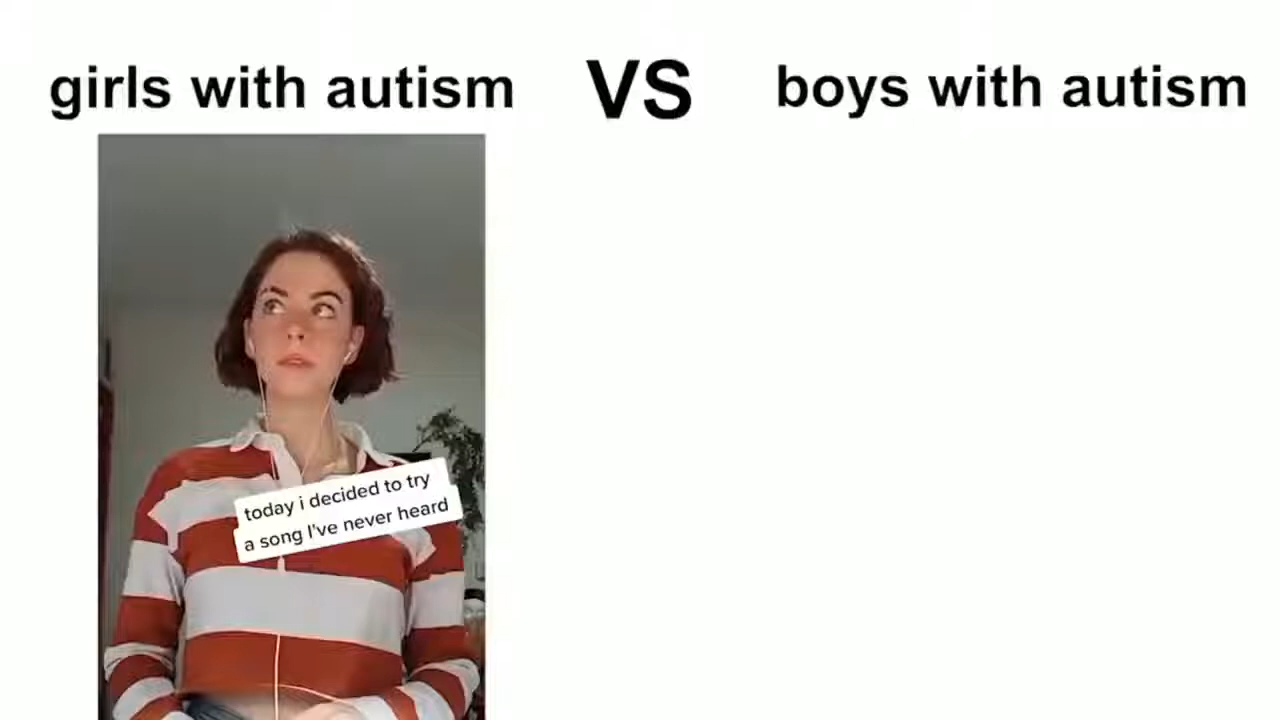 girls with autism VS boys with autism
today i decided to try
a song I've never heard